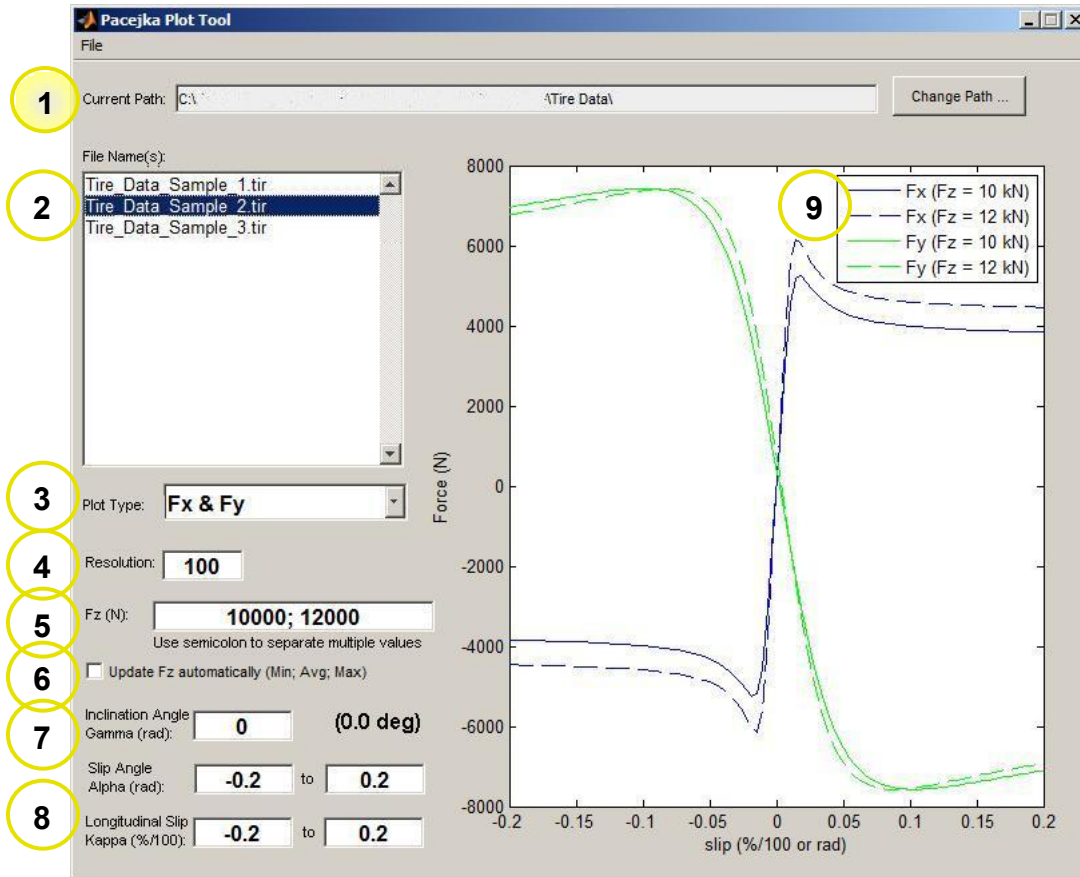 Pacejka Plot Tool
File
1
Current Path: C:\ \Tire Data\ Change Path ...
File Name(s):
2
Tire_Data_Sample_1.tir
Tire_Data_Sample_2.tir
Tire_Data_Sample_3.tir
3
Plot Type: Fx & Fy
4
Resolution: 100
5
Fz (N): 10000; 12000
Use semicolon to separate multiple values
6
Update Fz automatically (Min; Avg; Max)
7
Inclination Angle
Gamma (rad): 0 (0.0 deg)
Slip Angle
Alpha (rad): -0.2 to 0.2
8
Longitudinal Slip
Kappa (%/100): -0.2 to 0.2
9
Fx (Fz = 10 kN)
Fx (Fz = 12 kN)
Fy (Fz = 10 kN)
Fy (Fz = 12 kN)
Force (N)
8000
6000
4000
2000
0
-2000
-4000
-6000
-8000
-0.2 -0.15 -0.1 -0.05 0 0.05 0.1 0.15 0.2
slip (%/100 or rad)